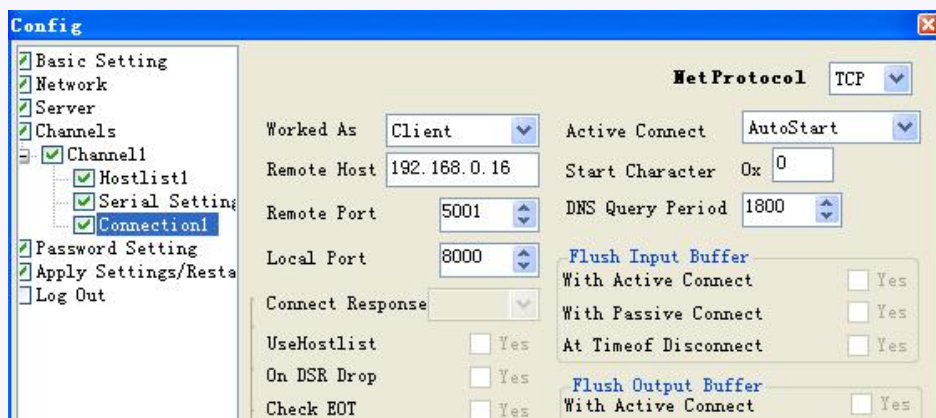 Config
Basic Setting
Network
Server
Channels
Channel1
Hostlist1
Serial Setting
Connection1
Password Setting
Apply Settings/Resta
Log Out
NetProtocol TCP
Worked As Client
Active Connect AutoStart
Remote Host 192.168.0.16
Start Character 0x 0
Remote Port 5001
DNS Query Period 1800
Local Port 8000
Connect Response
UseHostlist Yes
On DSR Drop Yes
Check EOT Yes
Flush Input Buffer
With Active Connect Yes
With Passive Connect Yes
At Timeof Disconnect Yes
Flush Output Buffer
With Active Connect Yes